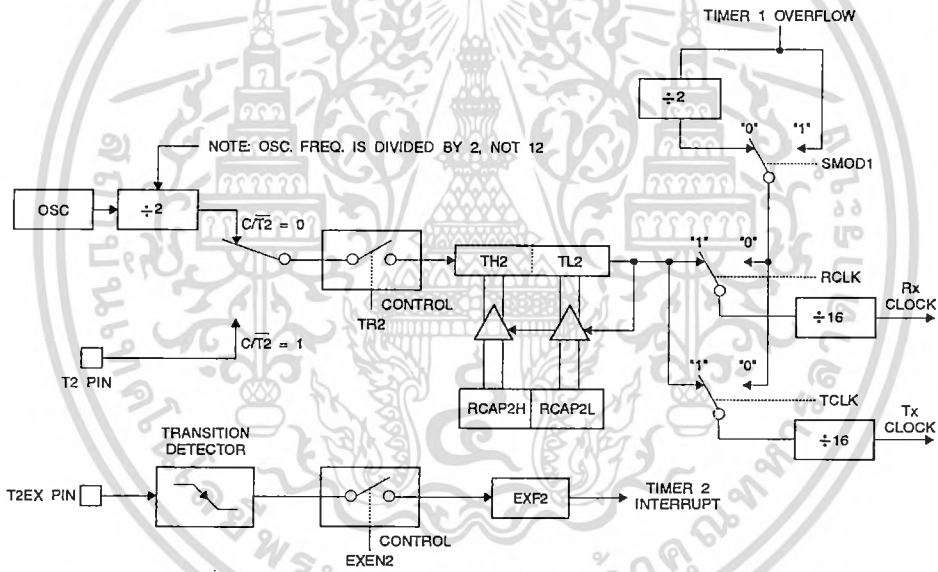 TIMER 1 OVERFLOW
÷2
"0"
"1"
SMOD1
NOTE: OSC. FREQ. IS DIVIDED BY 2, NOT 12
OSC
÷2
C/T̅2̅ = 0
TR2
CONTROL
TH2
TL2
"1"
"0"
RCLK
Rx
CLOCK
÷16
C/T̅2̅ = 1
T2 PIN
RCAP2H
RCAP2L
"1"
"0"
TCLK
Tx
CLOCK
÷16
TRANSITION
DETECTOR
T2EX PIN
CONTROL
EXEN2
EXF2
TIMER 2
INTERRUPT